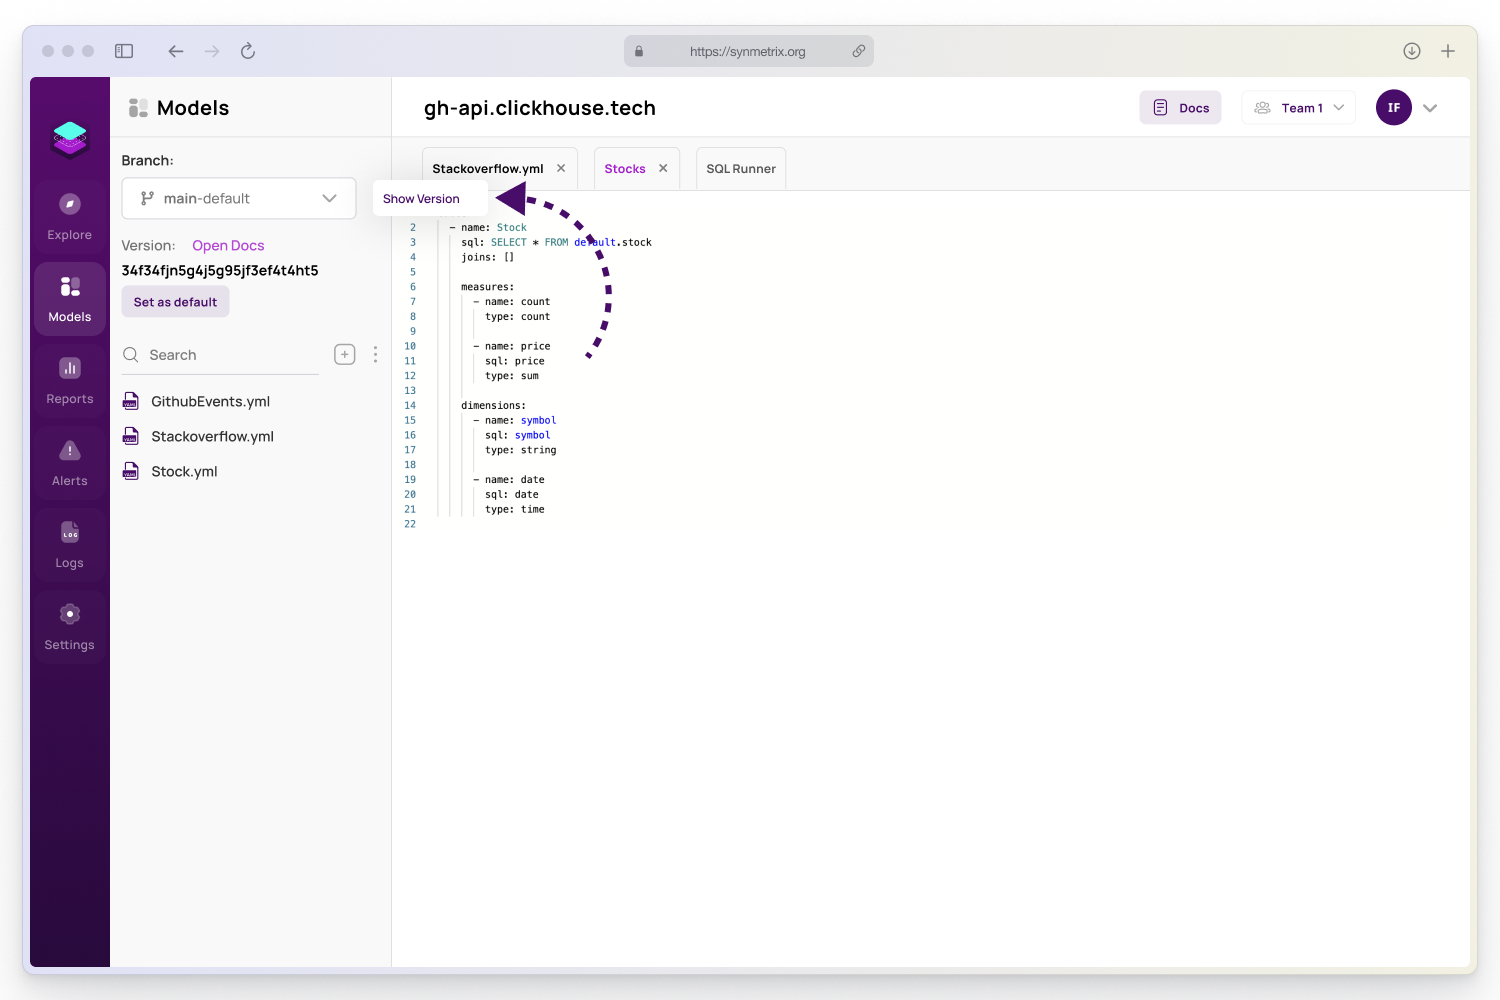 https://synmetrix.org
Models
gh-api.clickhouse.tech
Docs
Team 1
IF
Branch:
main-default
Version: Open Docs
34f34fjn5g4j5g95jf3ef4t4ht5
Set as default
Search
GithubEvents.yml
Stackoverflow.yml
Stock.yml
Explore
Models
Reports
Alerts
LOG
Logs
Settings
Stackoverflow.yml
Stocks
SQL Runner
Show Version
2 - name: Stock
3 sql: SELECT * FROM default.stock
4 joins: []
5
6 measures:
7 - name: count
8 type: count
9
10 - name: price
11 sql: price
12 type: sum
13
14 dimensions:
15 - name: symbol
16 sql: symbol
17 type: string
18
19 - name: date
20 sql: date
21 type: time
22